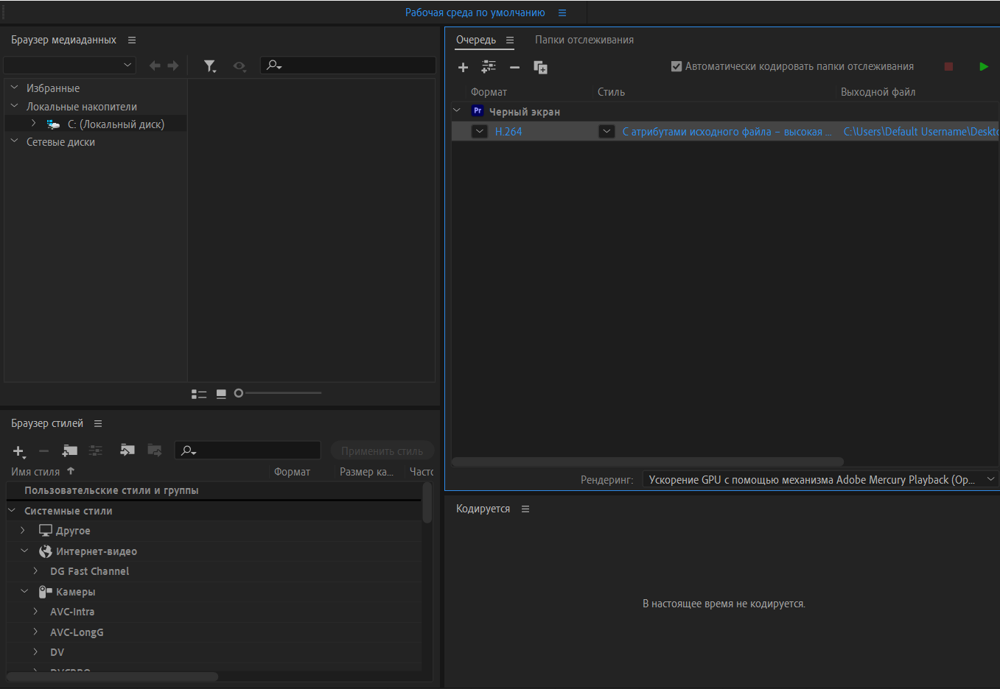 Рабочая среда по умолчанию
Браузер медиаданных
Избранные
Локальные накопители
C: (Локальный диск)
Сетевые диски
Очередь Папки отслеживания
Автоматически кодировать папки отслеживания
Формат Стиль Выходной файл
Pr Черный экран
H.264 С атрибутами исходного файла – высокая ... C:\Users\Default Username\Deskto
Рендеринг: Ускорение GPU с помощью механизма Adobe Mercury Playback (Op...
Браузер стилей
Применить стиль
Имя стиля Формат Размер ка... Часто
Пользовательские стили и группы
Системные стили
Другое
Интернет-видео
DG Fast Channel
Камеры
AVC-Intra
AVC-LongG
DV
Кодируется
В настоящее время не кодируется.